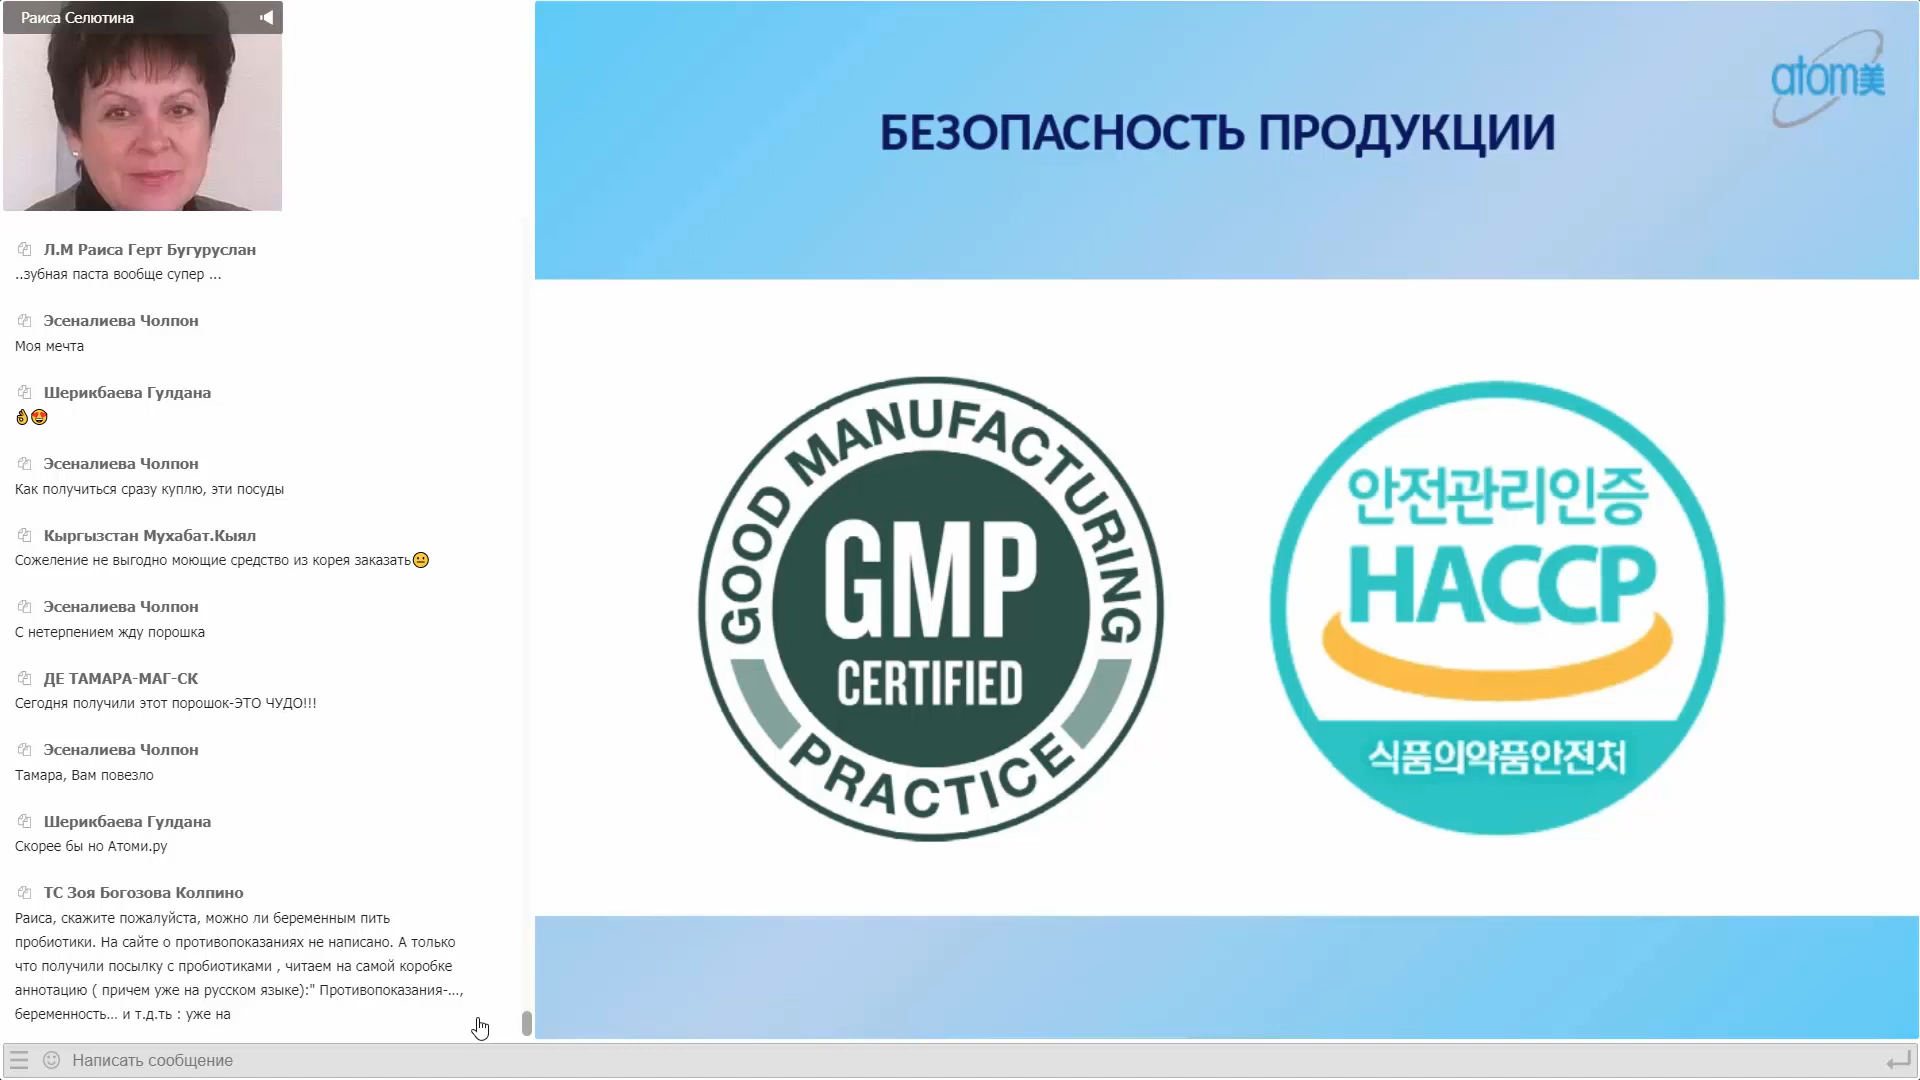 Раиса Селютина
Л.М Раиса Герт Бугуруслан
..зубная паста вообще супер ...
Эсеналиева Чолпон
Моя мечта
Шерикбаева Гулдана
👌😍
Эсеналиева Чолпон
Как получиться сразу куплю, эти посуды
Кыргызстан Мухабат.Кыял
Сожеление не выгодно моющие средство из корея заказать😐
Эсеналиева Чолпон
С нетерпением жду порошка
ДЕ ТАМАРА-МАГ-СК
Сегодня получили этот порошок-ЭТО ЧУДО!!!
Эсеналиева Чолпон
Тамара, Вам повезло
Шерикбаева Гулдана
Скорее бы но Атоми.ру
ТС Зоя Богозова Колпино
Раиса, скажите пожалуйста, можно ли беременным пить
пробиотики. На сайте о противопоказаниях не написано. А только
что получили посылку с пробиотиками , читаем на самой коробке
аннотацию ( причем уже на русском языке):" Противопоказания-...,
беременность... и т.д.ть : уже на
Написать сообщение
atom美
БЕЗОПАСНОСТЬ ПРОДУКЦИИ
GOOD MANUFACTURING
GMP
CERTIFIED
PRACTICE
안전관리인증
HACCP
식품의약품안전처